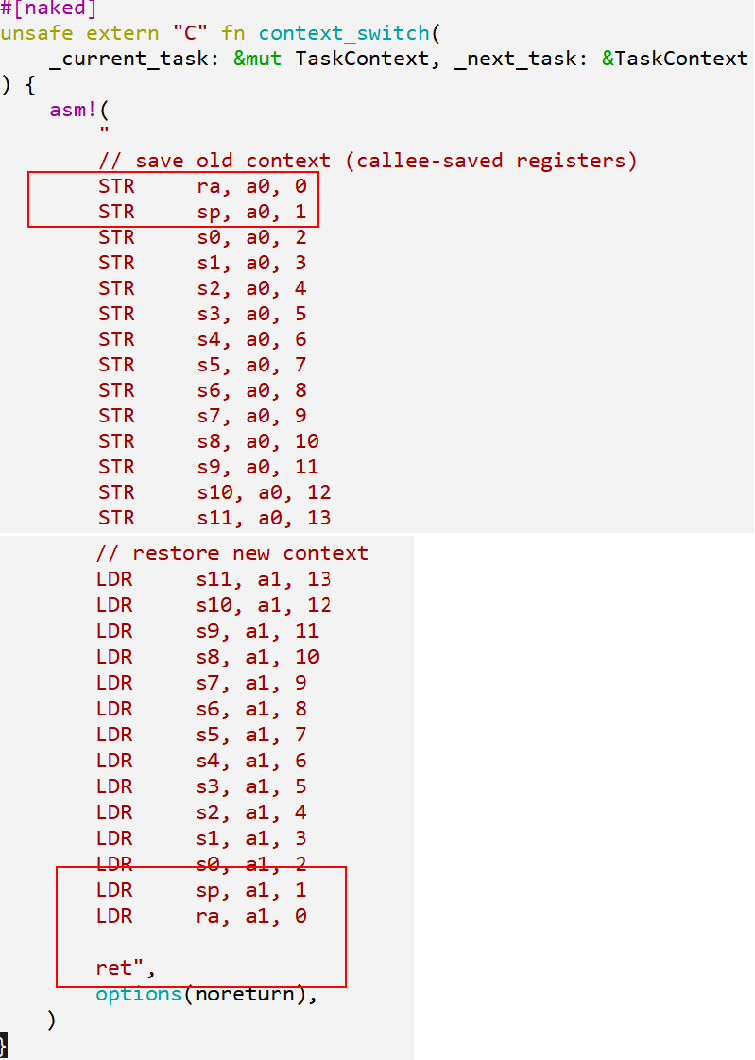 #[naked]
unsafe extern "C" fn context_switch(
    _current_task: &mut TaskContext, _next_task: &TaskContext
) {
    asm!(
        "
        // save old context (callee-saved registers)
        STR     ra, a0, 0
        STR     sp, a0, 1
        STR     s0, a0, 2
        STR     s1, a0, 3
        STR     s2, a0, 4
        STR     s3, a0, 5
        STR     s4, a0, 6
        STR     s5, a0, 7
        STR     s6, a0, 8
        STR     s7, a0, 9
        STR     s8, a0, 10
        STR     s9, a0, 11
        STR     s10, a0, 12
        STR     s11, a0, 13
        // restore new context
        LDR     s11, a1, 13
        LDR     s10, a1, 12
        LDR     s9, a1, 11
        LDR     s8, a1, 10
        LDR     s7, a1, 9
        LDR     s6, a1, 8
        LDR     s5, a1, 7
        LDR     s4, a1, 6
        LDR     s3, a1, 5
        LDR     s2, a1, 4
        LDR     s1, a1, 3
        LDR     s0, a1, 2
        LDR     sp, a1, 1
        LDR     ra, a1, 0
        ret",
        options(noreturn),
    )
}